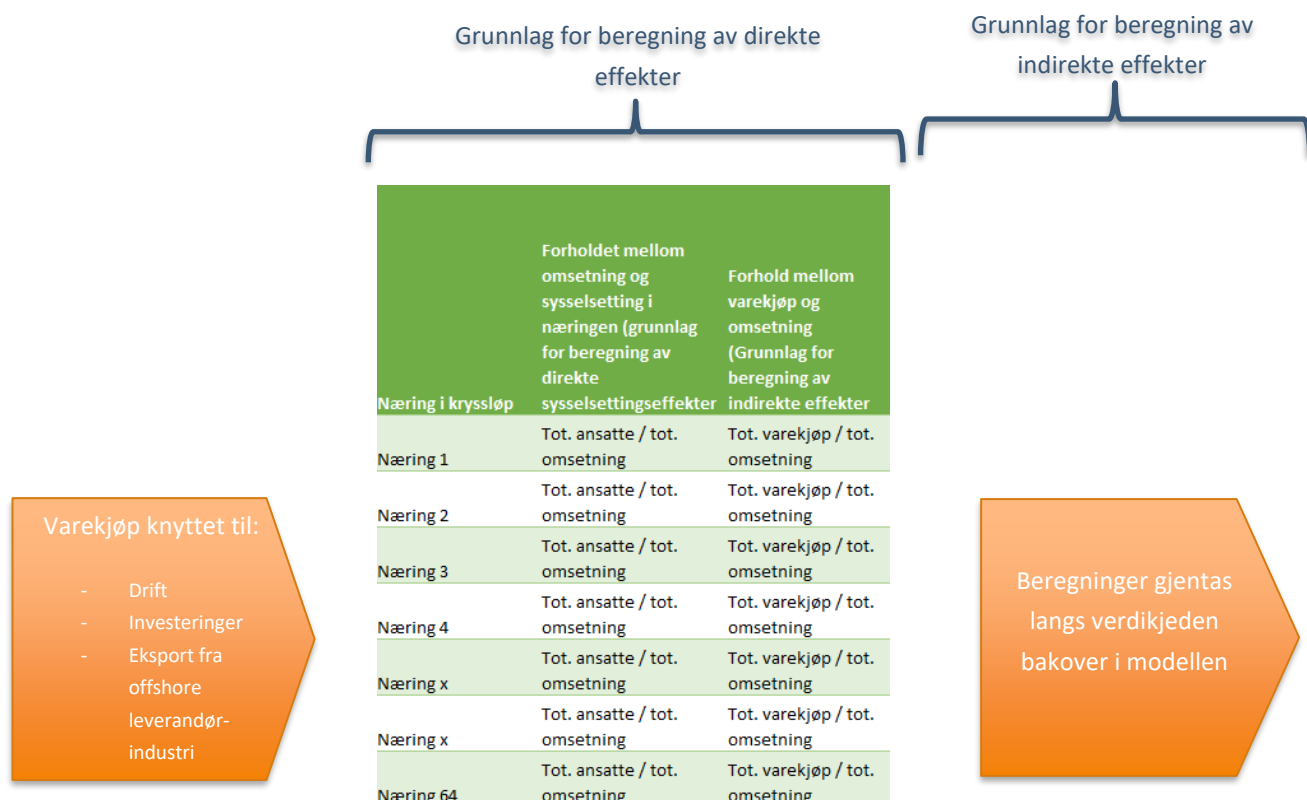 Grunnlag for beregning av direkte
effekter
Grunnlag for beregning av
indirekte effekter
Varekjøp knyttet til:
- Drift
- Investeringer
- Eksport fra
offshore
leverandør-
industri
Næring i kryssløp
Forholdet mellom
omsetning og
sysselsetting i
næringen (grunnlag
for beregning av
direkte
sysselsettingseffekter
Forhold mellom
varekjøp og
omsetning
(Grunnlag for
beregning av
indirekte effekter
Næring 1
Tot. ansatte / tot.
omsetning
Tot. varekjøp / tot.
omsetning
Næring 2
Tot. ansatte / tot.
omsetning
Tot. varekjøp / tot.
omsetning
Næring 3
Tot. ansatte / tot.
omsetning
Tot. varekjøp / tot.
omsetning
Næring 4
Tot. ansatte / tot.
omsetning
Tot. varekjøp / tot.
omsetning
Næring x
Tot. ansatte / tot.
omsetning
Tot. varekjøp / tot.
omsetning
Næring x
Tot. ansatte / tot.
omsetning
Tot. varekjøp / tot.
omsetning
Næring 64
Tot. ansatte / tot.
omsetning
Tot. varekjøp / tot.
omsetning
Beregninger gjentas
langs verdikjeden
bakover i modellen